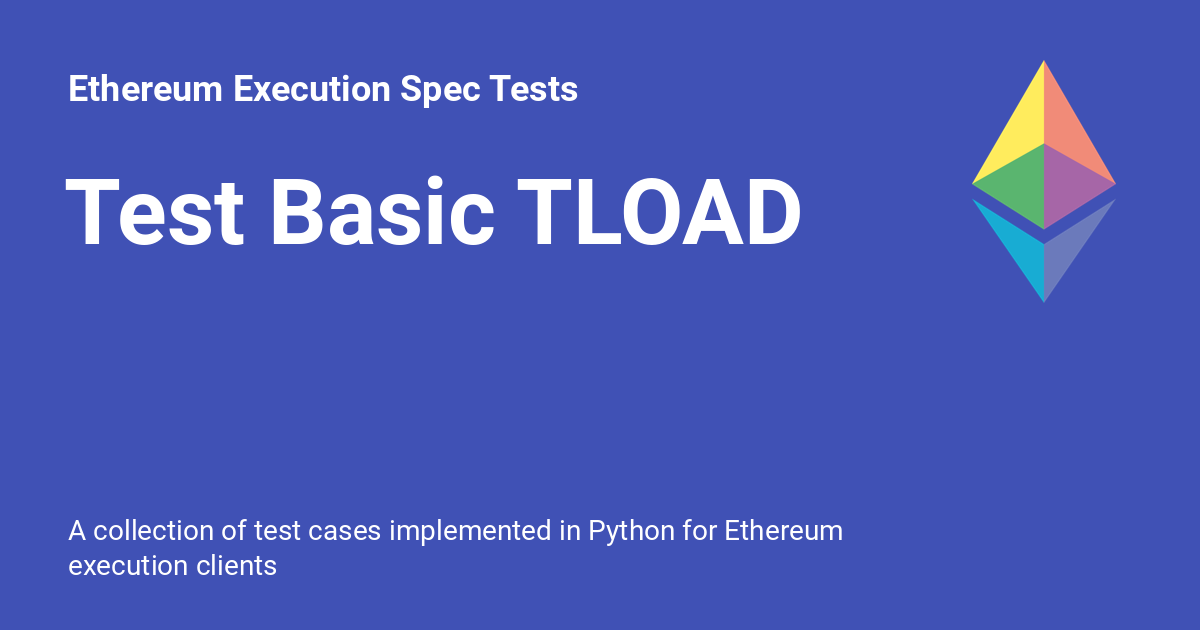 Ethereum Execution Spec Tests
Test Basic TLOAD
A collection of test cases implemented in Python for Ethereum
execution clients